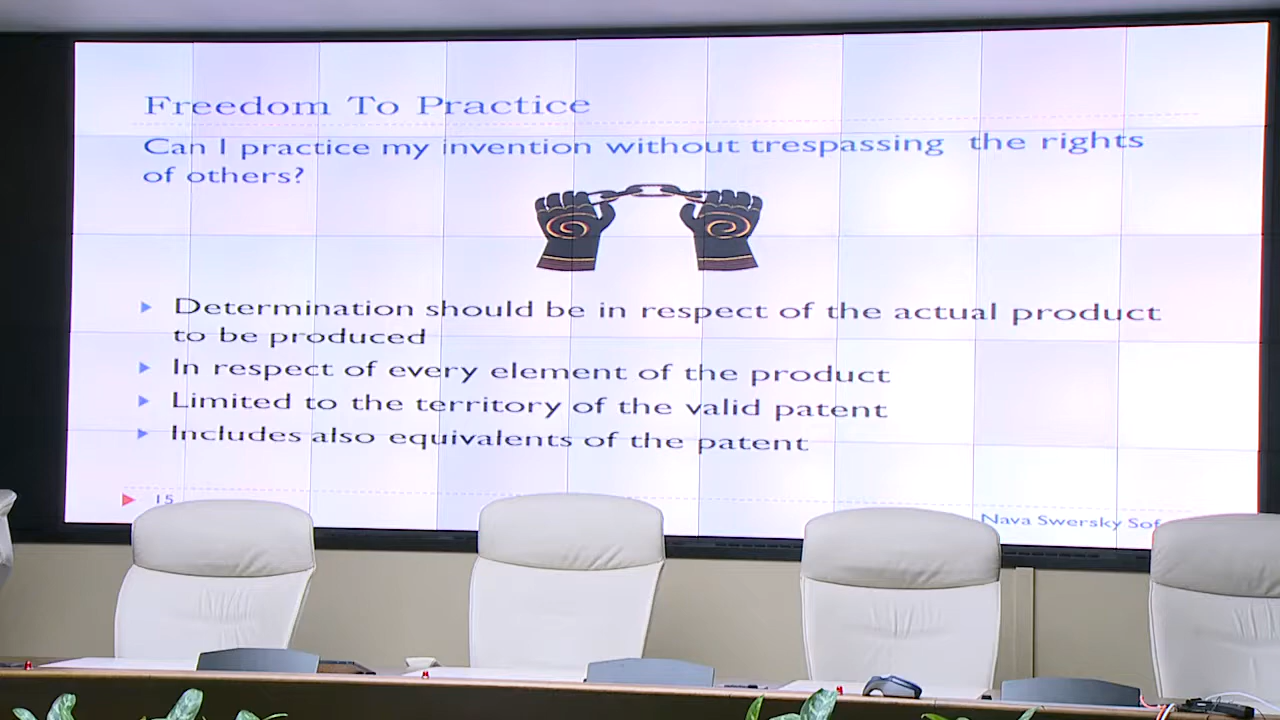 Freedom To Practice
Can I practice my invention without trespassing the rights
of others?
Determination should be in respect of the actual product
to be produced
In respect of every element of the product
Limited to the territory of the valid patent
Includes also equivalents of the patent
15
Nava Swersky